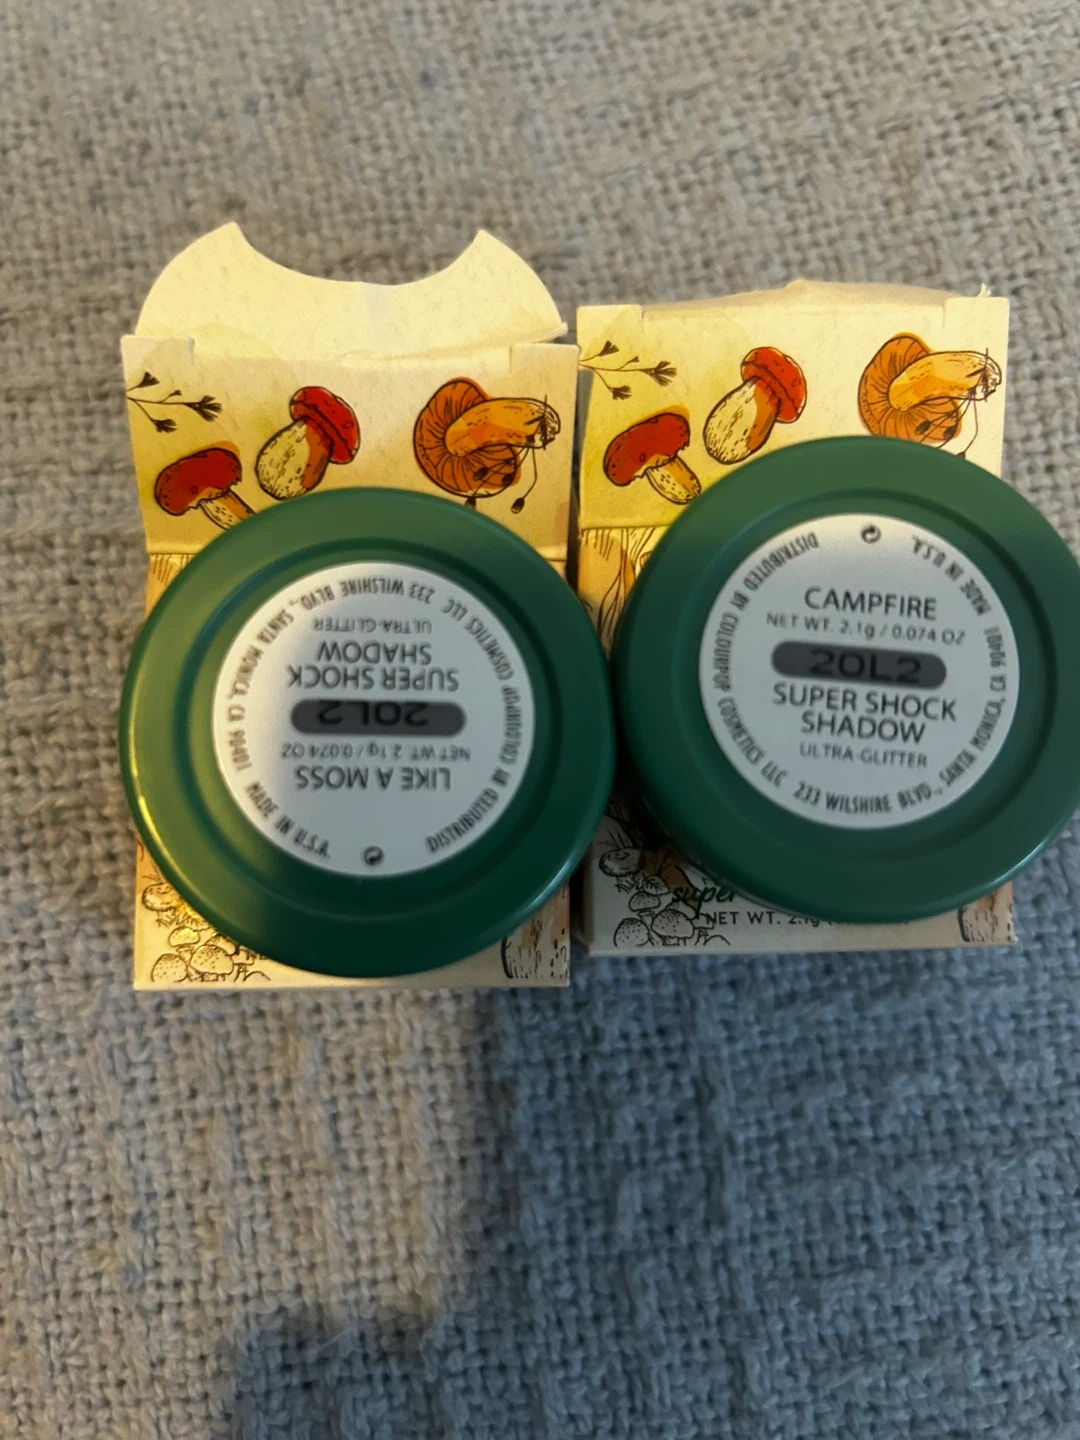 LIKE A MOSS
NET WT. 2.1g / 0.074 OZ
20L2
SUPER SHOCK
SHADOW
ULTRA-GLITTER
DISTRIBUTED BY COLOURPOP COSMETICS LLC 233 WILSHIRE BLVD., SANTA MONICA, CA 90401 MADE IN U.S.A.
CAMPFIRE
NET WT. 2.1g / 0.074 OZ
20L2
SUPER SHOCK
SHADOW
ULTRA-GLITTER
DISTRIBUTED BY COLOURPOP COSMETICS LLC 233 WILSHIRE BLVD., SANTA MONICA, CA 90401 MADE IN U.S.A.
super
NET WT. 2.1g